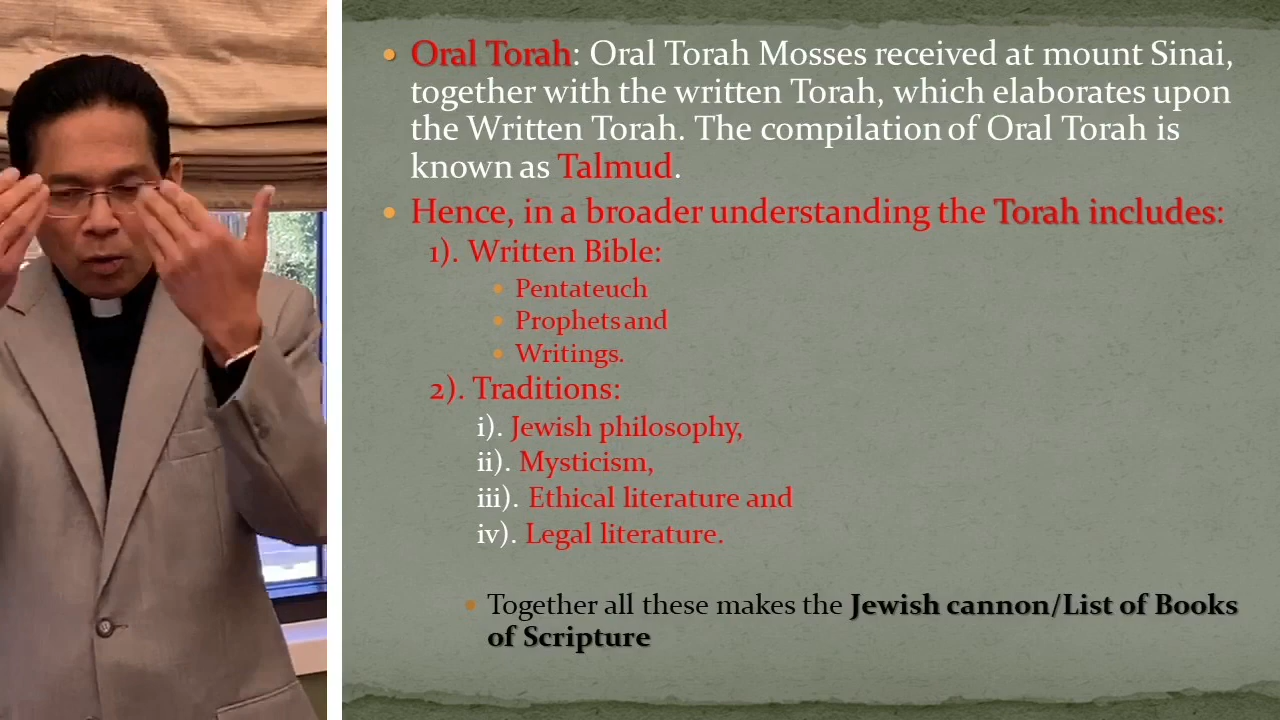 Oral Torah: Oral Torah Mosses received at mount Sinai,
together with the written Torah, which elaborates upon
the Written Torah. The compilation of Oral Torah is
known as Talmud.
Hence, in a broader understanding the Torah includes:
1). Written Bible:
Pentateuch
Prophets and
Writings.
2). Traditions:
i). Jewish philosophy,
ii). Mysticism,
iii). Ethical literature and
iv). Legal literature.
Together all these makes the Jewish cannon/List of Books
of Scripture